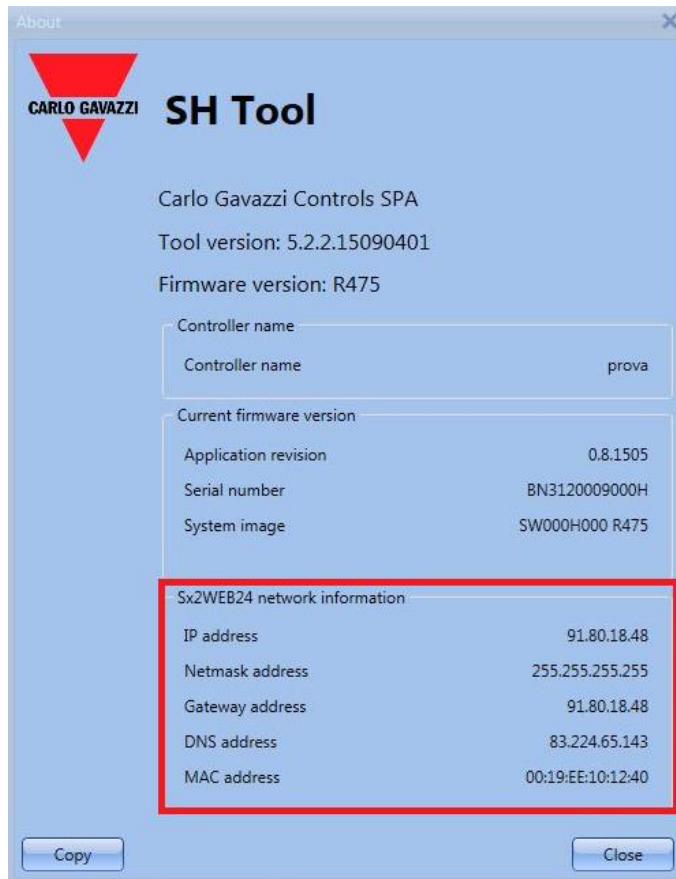 About
CARLO GAVAZZI
SH Tool
Carlo Gavazzi Controls SPA
Tool version: 5.2.2.15090401
Firmware version: R475
Controller name
Controller name prova
Current firmware version
Application revision 0.8.1505
Serial number BN3120009000H
System image SW000H000 R475
Sx2WEB24 network information
IP address 91.80.18.48
Netmask address 255.255.255.255
Gateway address 91.80.18.48
DNS address 83.224.65.143
MAC address 00:19:EE:10:12:40
Copy Close